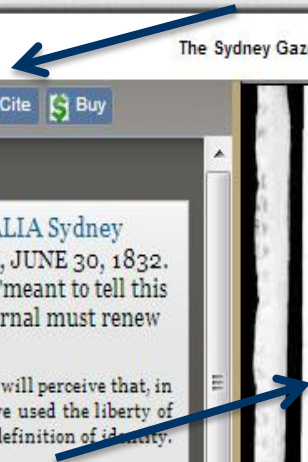 The Sydney Gaz
Cite Buy
ALIA Sydney
, JUNE 30, 1832.
"meant to tell this
rnal must renew
will perceive that, in
ve used the liberty of
definition of identity.